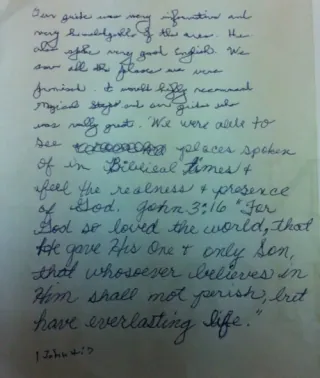 Our guide was very informative and
very knowledgeable of the area. He
also spoke very good English. We
saw all the places we were
promised. I would highly recommend
Magical and our guide who
was really great. We were able to
see places spoken
of in Biblical Times &
feel the realness & presence
of God. John 3:16 "For
God so loved the world, that
He gave His One & only Son,
that whosoever believes in
Him shall not perish, but
have everlasting life."
1 John